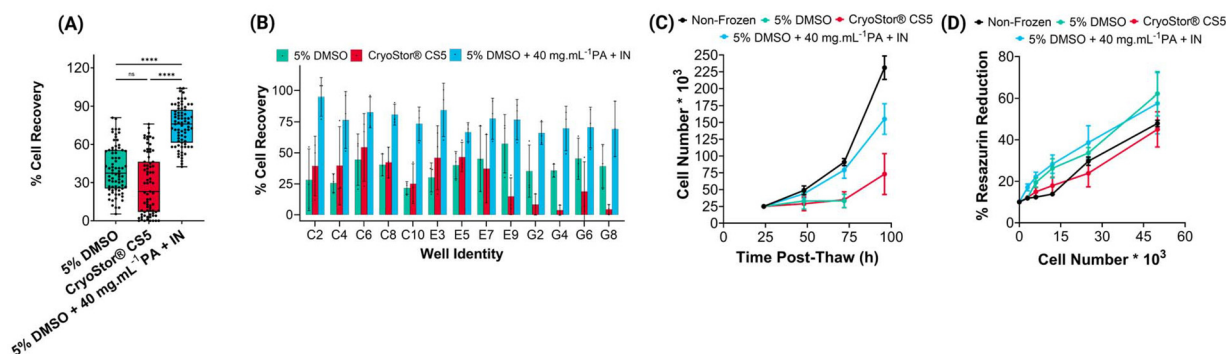 (A)
% Cell Recovery
120
90
60
30
0
****
ns
****
5% DMSO
CryoStor® CS5
5% DMSO + 40 mg.mL⁻¹PA + IN
(B)
5% DMSO CryoStor® CS5 5% DMSO + 40 mg.mL⁻¹PA + IN
% Cell Recovery
100
75
50
25
0
C2 C4 C6 C8 C10 E3 E5 E7 E9 G2 G4 G6 G8
Well Identity
(C)
Non-Frozen 5% DMSO CryoStor® CS5
5% DMSO + 40 mg.mL⁻¹PA + IN
Cell Number * 10³
250
225
200
175
150
125
100
75
50
25
0
0 25 50 75 100
Time Post-Thaw (h)
(D)
Non-Frozen 5% DMSO CryoStor® CS5
5% DMSO + 40 mg.mL⁻¹PA + IN
% Resazurin Reduction
80
60
40
20
0
0 15 30 45 60
Cell Number * 10³